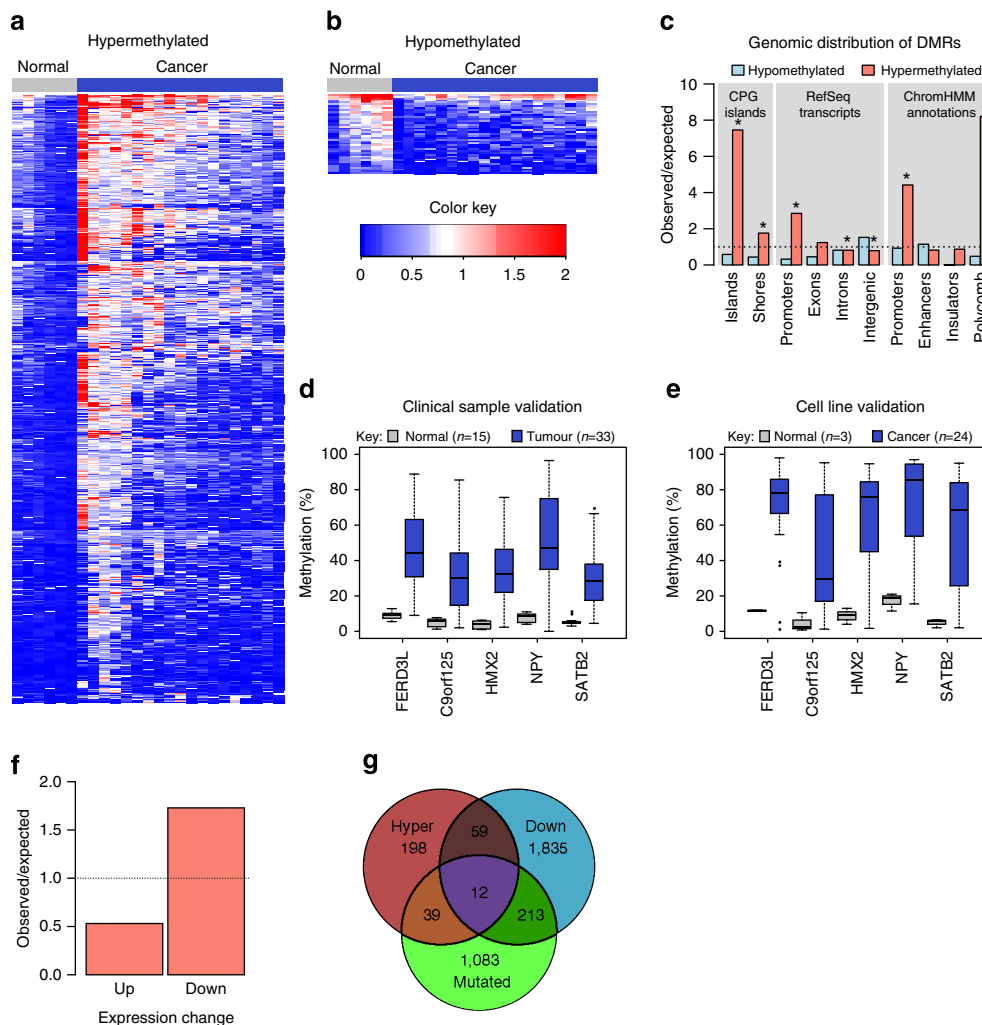 a
Hypermethylated
Normal
Cancer
b
Hypomethylated
Normal
Cancer
Color key
0
0.5
1
1.5
2
c
Genomic distribution of DMRs
Hypomethylated
Hypermethylated
CPG islands
RefSeq transcripts
ChromHMM annotations
Observed/expected
10
8
6
4
2
0
*
*
*
*
*
*
Islands
Shores
Promoters
Exons
Introns
Intergenic
Promoters
Enhancers
Insulators
Polycomb
d
Clinical sample validation
Key: Normal (n=15) Tumour (n=33)
Methylation (%)
100
80
60
40
20
0
FERD3L
C9orf125
HMX2
NPY
SATB2
e
Cell line validation
Key: Normal (n=3) Cancer (n=24)
Methylation (%)
100
80
60
40
20
0
FERD3L
C9orf125
HMX2
NPY
SATB2
f
Observed/expected
2.0
1.5
1.0
0.5
0.0
Up
Down
Expression change
g
Hyper
198
59
Down
1,835
12
39
213
1,083
Mutated